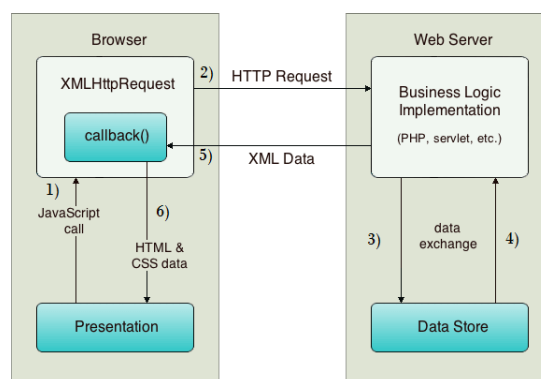 Browser
Web Server
XMLHttpRequest
2)
HTTP Request
Business Logic
Implementation
(PHP, servlet, etc.)
callback()
5)
XML Data
1)
JavaScript
call
6)
HTML &
CSS data
3)
data
exchange
4)
Presentation
Data Store